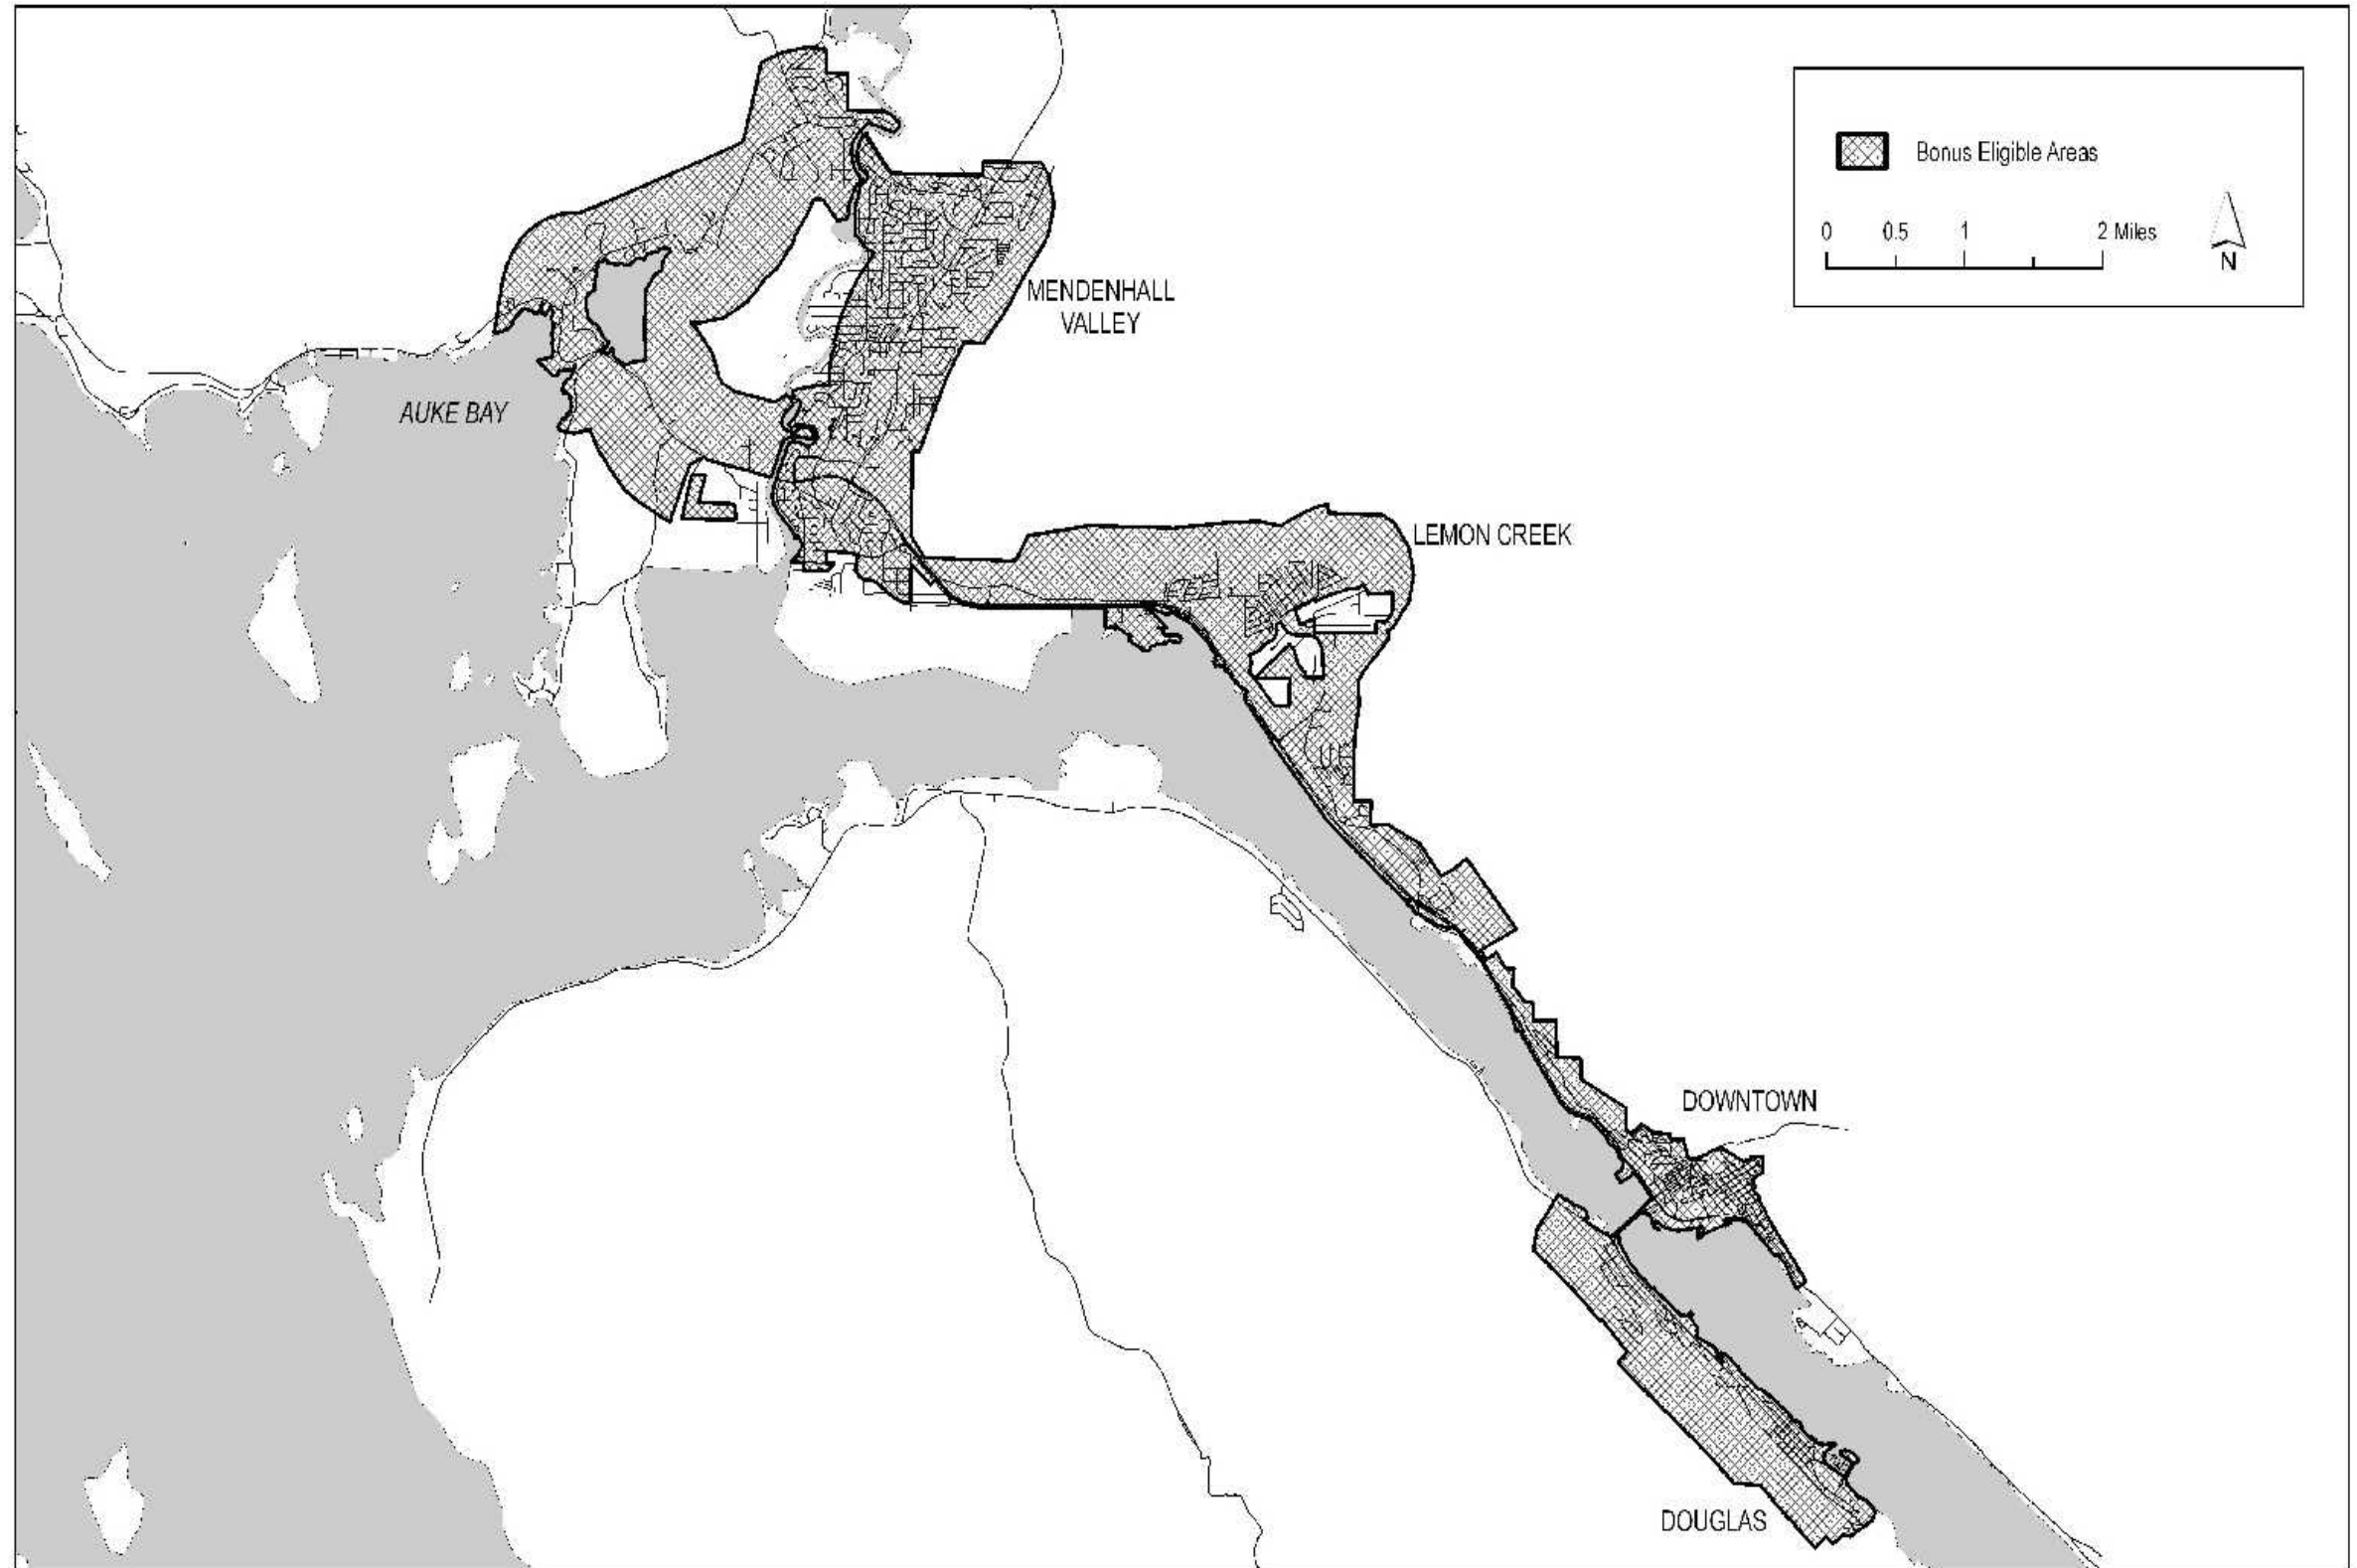 Bonus Eligible Areas
0 0.5 1 2 Miles
N
MENDENHALL
VALLEY
AUKE BAY
LEMON CREEK
DOWNTOWN
DOUGLAS